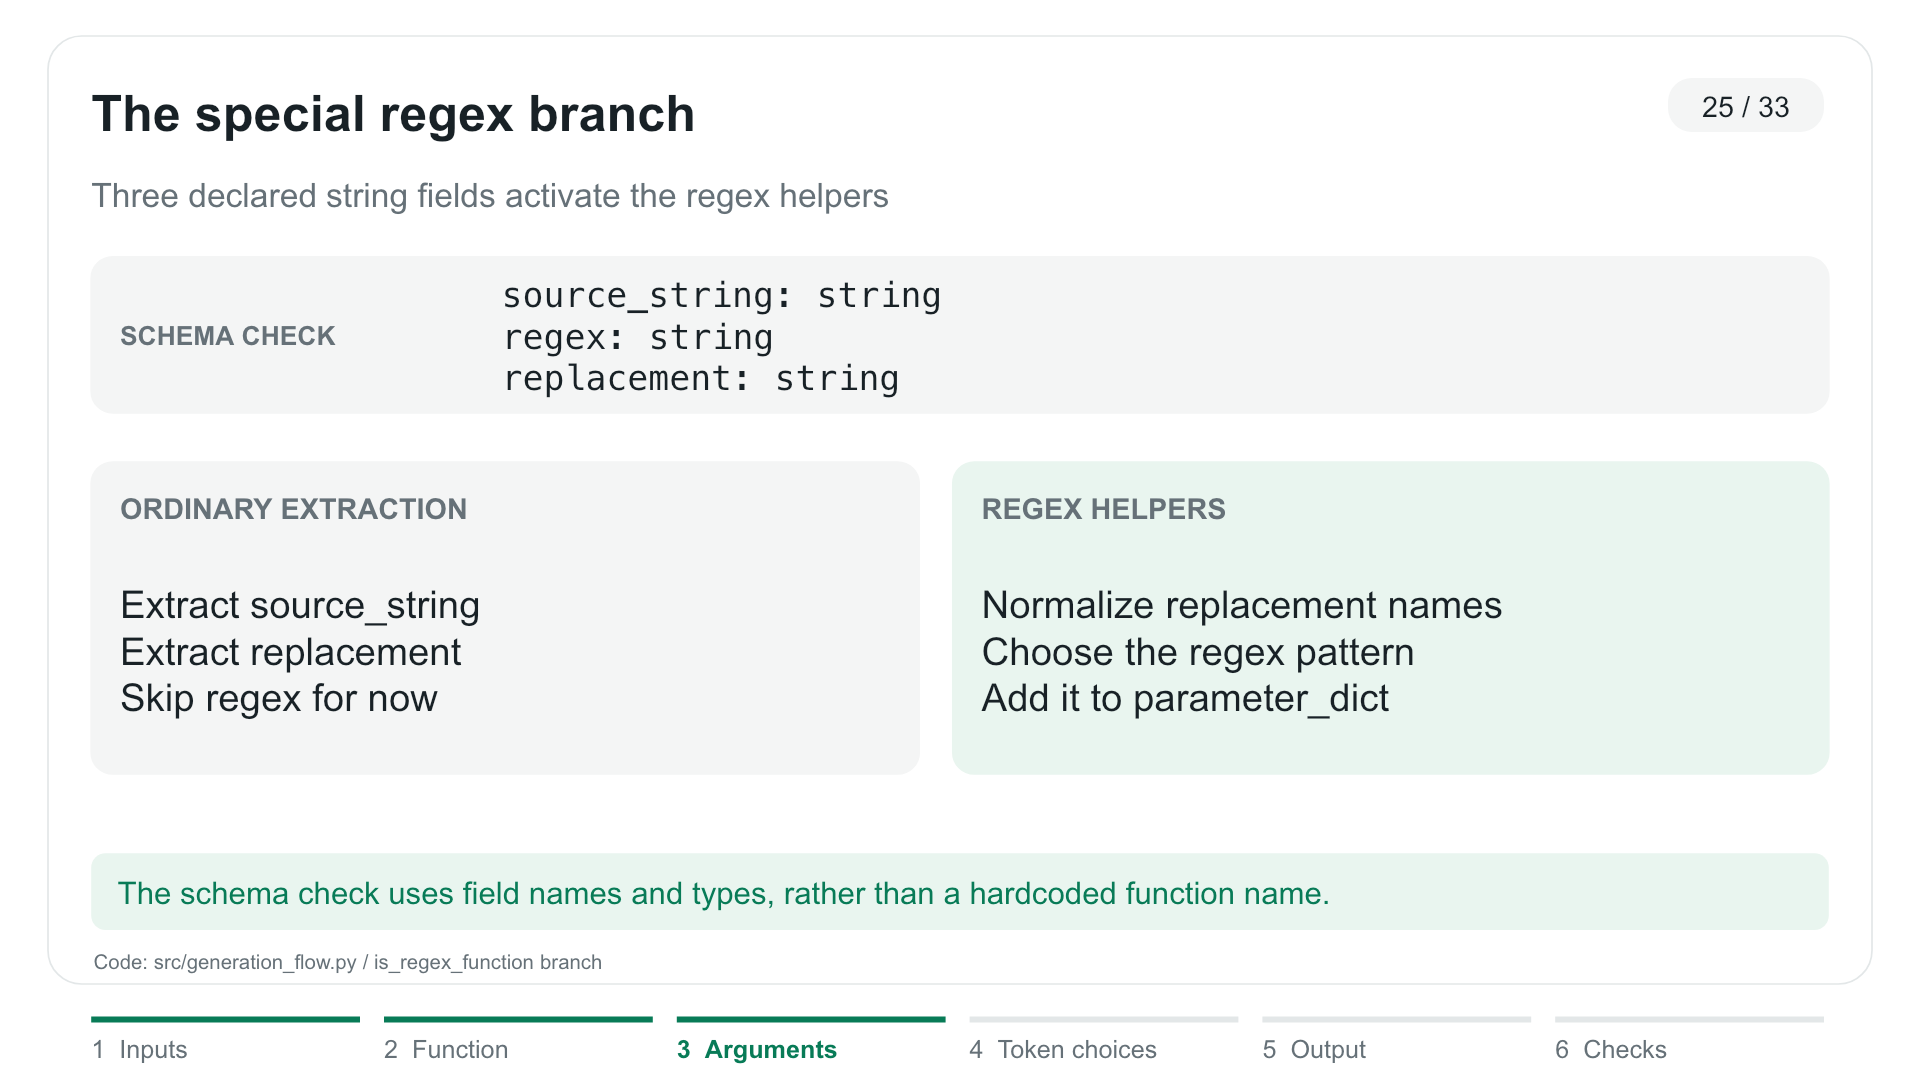 The special regex branch
25 / 33
Three declared string fields activate the regex helpers
SCHEMA CHECK
source_string: string
regex: string
replacement: string
ORDINARY EXTRACTION
Extract source_string
Extract replacement
Skip regex for now
REGEX HELPERS
Normalize replacement names
Choose the regex pattern
Add it to parameter_dict
The schema check uses field names and types, rather than a hardcoded function name.
Code: src/generation_flow.py / is_regex_function branch
1 Inputs
2 Function
3 Arguments
4 Token choices
5 Output
6 Checks